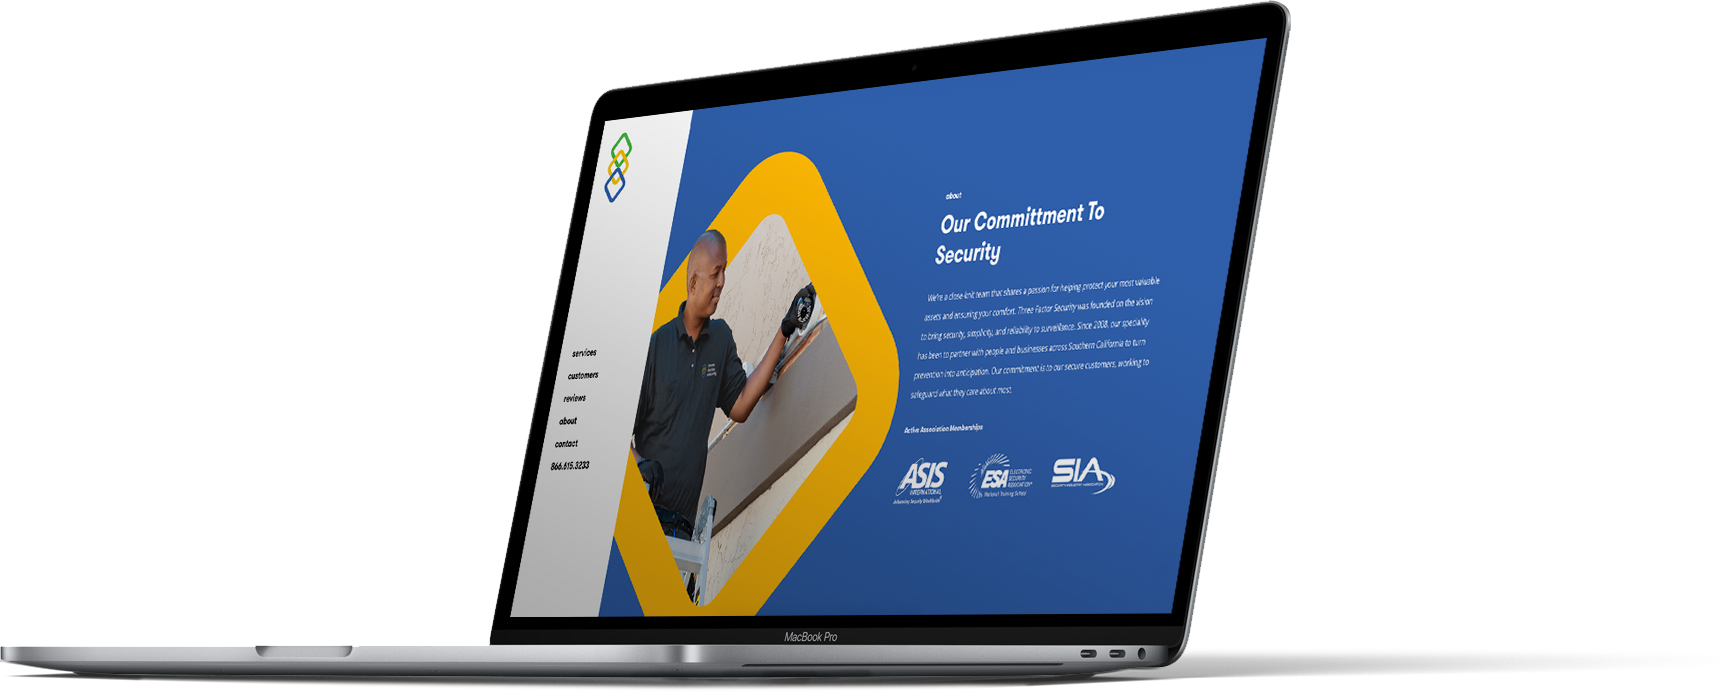 services
customers
reviews
about
contact
866.615.3233
about
Our Committment To
Security
We're a close-knit team that shares a passion for helping protect your most valuable
assets and ensuring your comfort. Three Factor Security was founded on the vision
to bring security, simplicity, and reliability to surveillance. Since 2008, our speciality
has been to partner with people and businesses across Southern California to turn
prevention into anticipation. Our commitment is to our secure customers, working to
safeguard what they care about most.
Active Association Memberships
ASIS
INTERNATIONAL
Advancing Security Worldwide
ESA
ELECTRONIC
SECURITY
ASSOCIATION
National Training School
SIA
SECURITY INDUSTRY ASSOCIATION
MacBook Pro